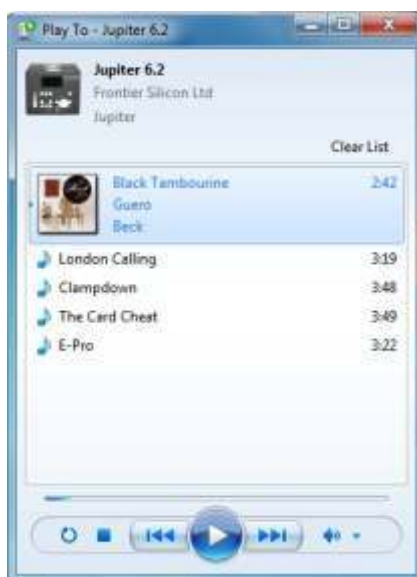 Play To - Jupiter 6.2
Jupiter 6.2
Frontier Silicon Ltd
Jupiter
Clear List
Black Tambourine 2:42
Guero
Beck
London Calling 3:19
Clampdown 3:48
The Card Cheat 3:49
E-Pro 3:22